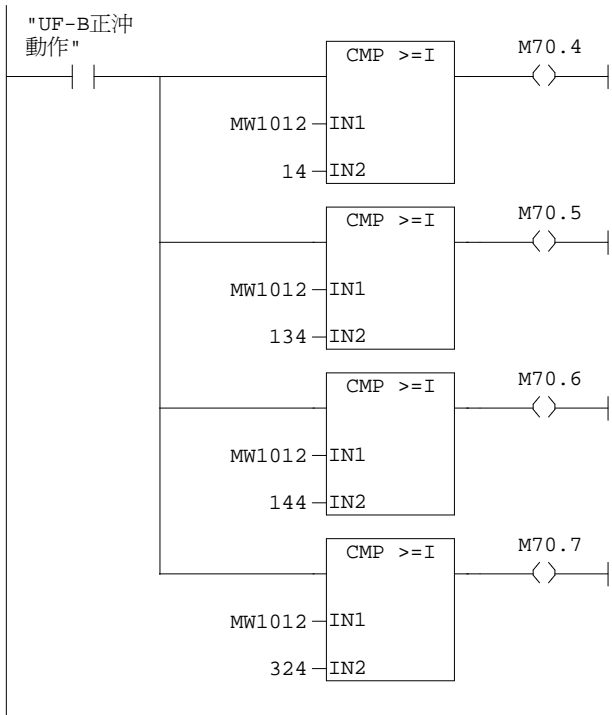 "UF-B正沖
動作"
CMP >=I
M70.4
MW1012
IN1
14
IN2
CMP >=I
M70.5
MW1012
IN1
134
IN2
CMP >=I
M70.6
MW1012
IN1
144
IN2
CMP >=I
M70.7
MW1012
IN1
324
IN2